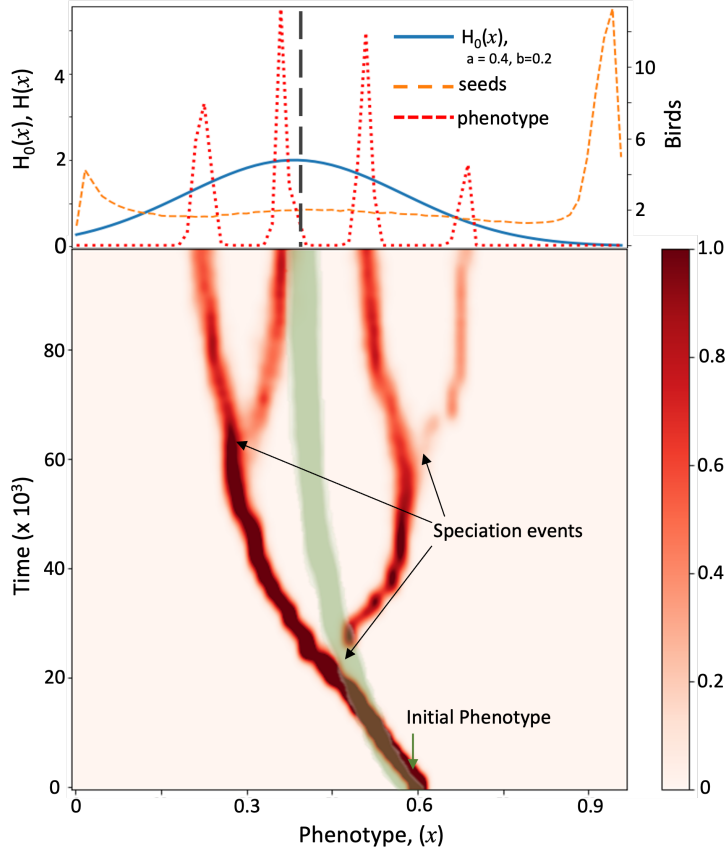 H₀(x),
a = 0.4, b=0.2
seeds
phenotype
H₀(x), H(x)
4
2
0
10
6
2
Birds
1.0
0.8
0.6
0.4
0.2
0
Time (x 10³)
80
60
40
20
0
Speciation events
Initial Phenotype
0
0.3
0.6
0.9
Phenotype, (x)